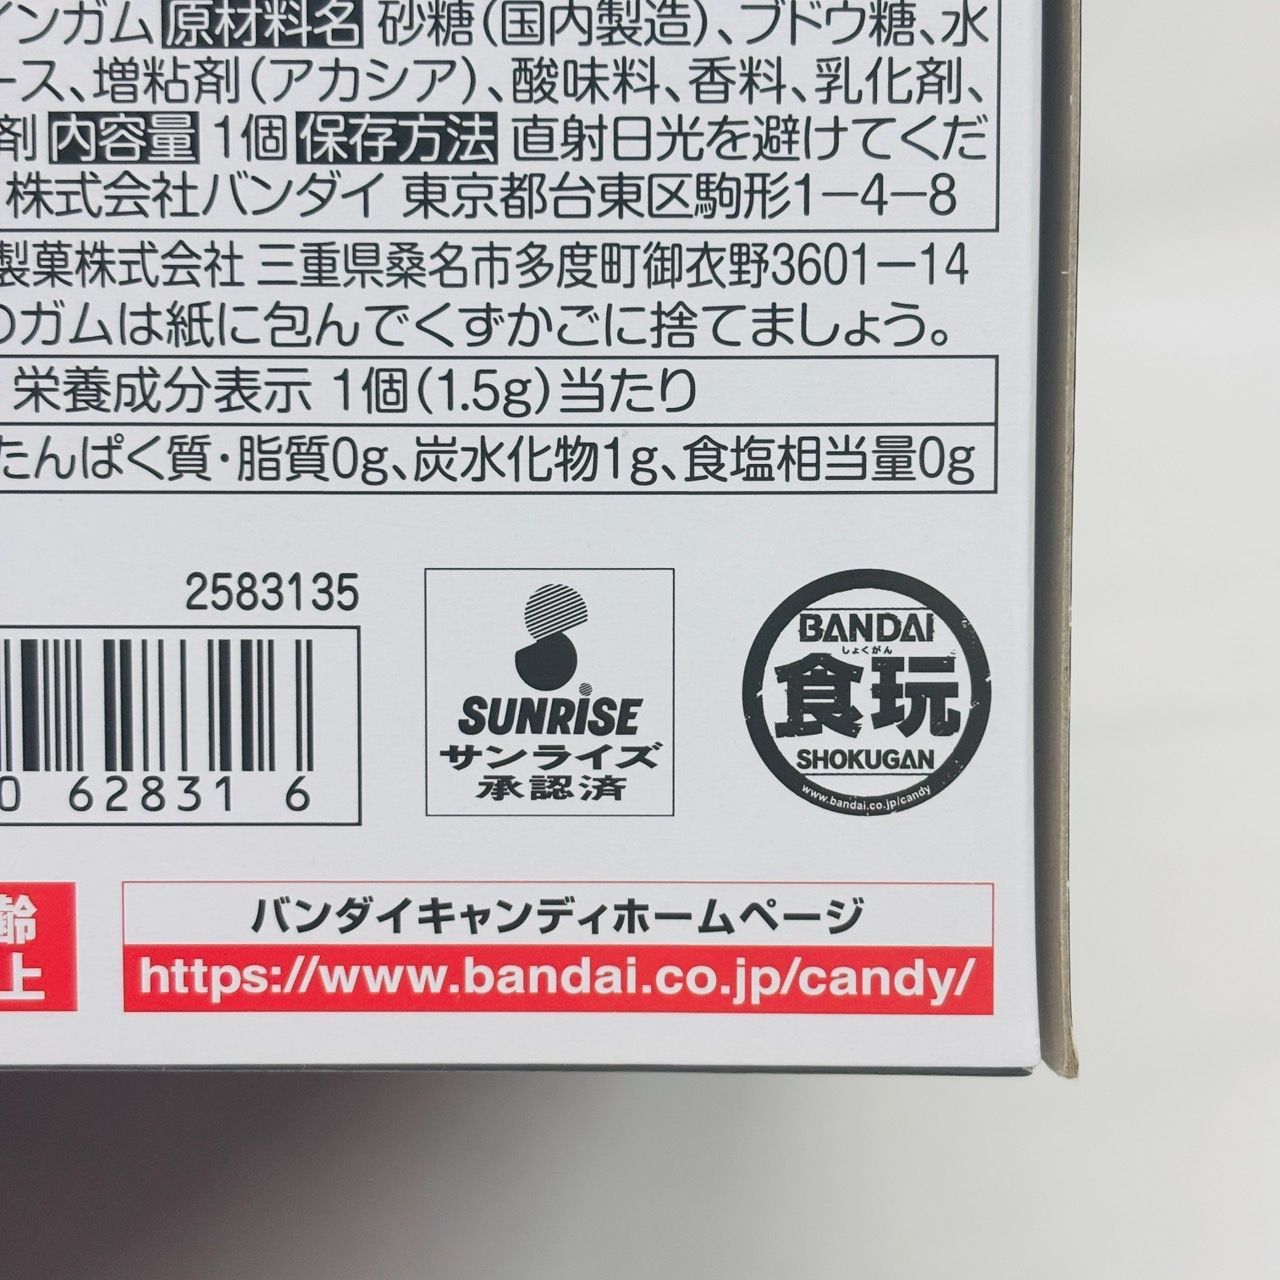 インガム 原材料名 砂糖(国内製造)、ブドウ糖、水
ース、増粘剤(アカシア)、酸味料、香料、乳化剤、
剤 内容量 1個 保存方法 直射日光を避けてくだ
株式会社バンダイ 東京都台東区駒形1-4-8
製菓株式会社 三重県桑名市多度町御衣野3601-14
のガムは紙に包んでくずかごに捨てましょう。
栄養成分表示 1個(1.5g)当たり
たんぱく質・脂質0g、炭水化物1g、食塩相当量0g
2583135
0 62831 6
SUNRISE
サンライズ
承認済
BANDAI
しょくがん
食玩
SHOKUGAN
www.bandai.co.jp/candy
齢
上
バンダイキャンディホームページ
https://www.bandai.co.jp/candy/